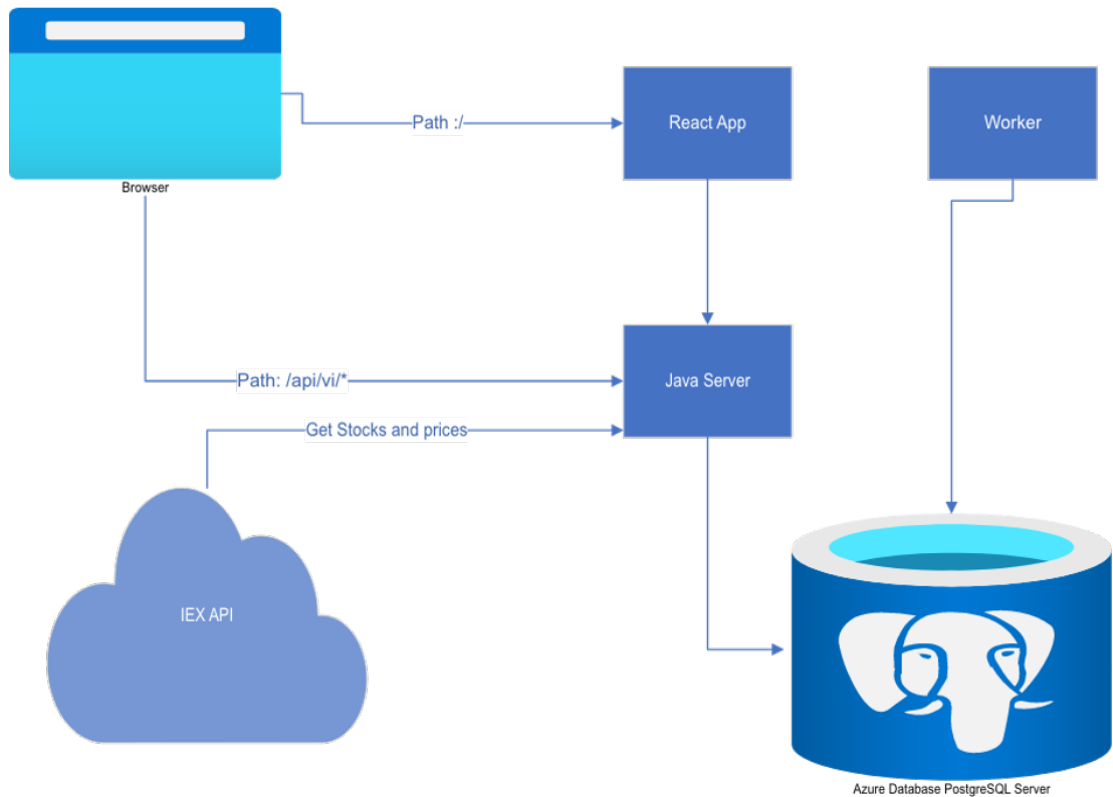 React App
Worker
Path :/
Browser
Path: /api/vi/*
Java Server
Get Stocks and prices
IEX API
Azure Database PostgreSQL Server